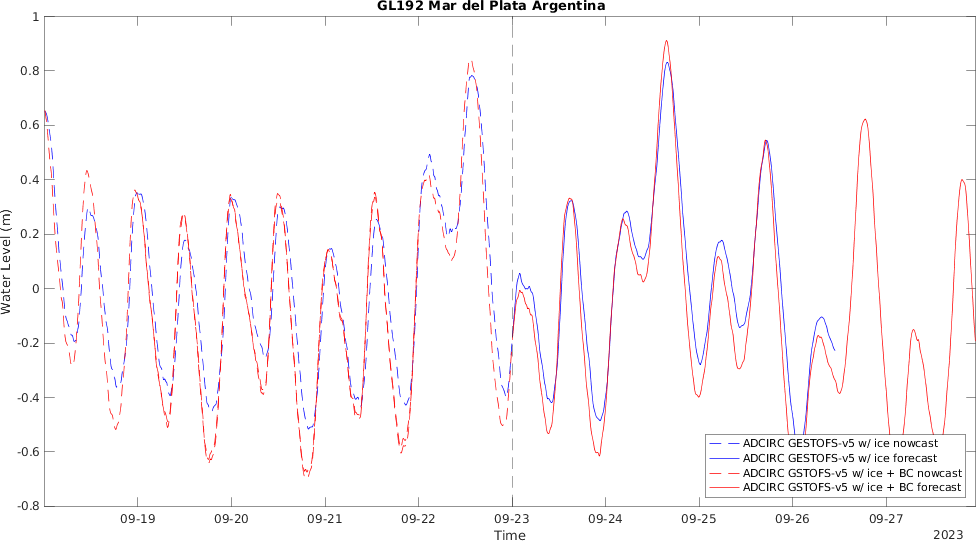 GL192 Mar del Plata Argentina
1
0.8
0.6
0.4
0.2
0
-0.2
-0.4
-0.6
-0.8
Water Level (m)
09-19
09-20
09-21
09-22
09-23
09-24
09-25
09-26
09-27
Time
2023
ADCIRC GESTOFS-v5 w/ ice nowcast
ADCIRC GESTOFS-v5 w/ ice forecast
ADCIRC GSTOFS-v5 w/ ice + BC nowcast
ADCIRC GSTOFS-v5 w/ ice + BC forecast